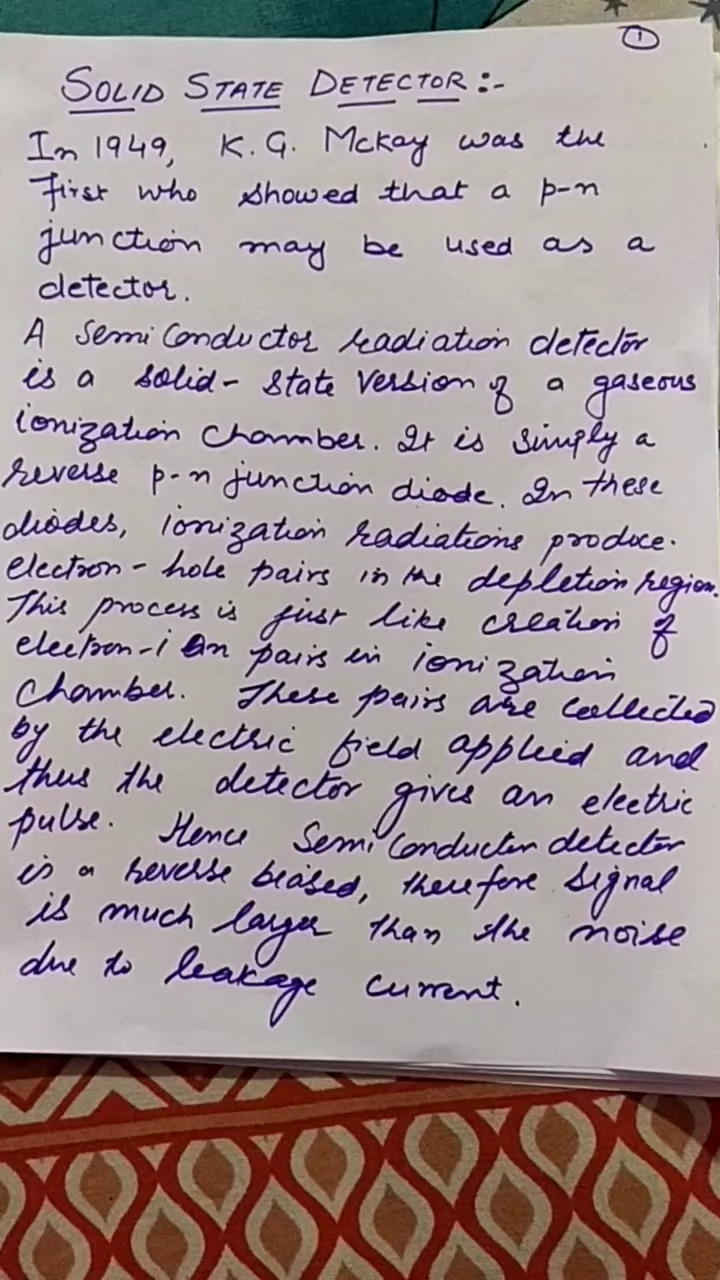 1
SOLID STATE DETECTOR:-
In 1949, K.G. Mckay was the
first who showed that a p-n
junction may be used as a
detector.
A semiconductor radiation detector
is a solid-state version of a gaseous
ionization chamber. It is simply a
reverse p-n junction diode. In these
diodes, ionization radiations produce.
electron-hole pairs in the depletion region.
This process is just like creation of
electron-ion pairs in ionization
chamber. These pairs are collected
by the electric field applied and
thus the detector gives an electric
pulse. Hence Semiconductor detector
is a reverse biased, therefore signal
is much larger than the noise
due to leakage current.